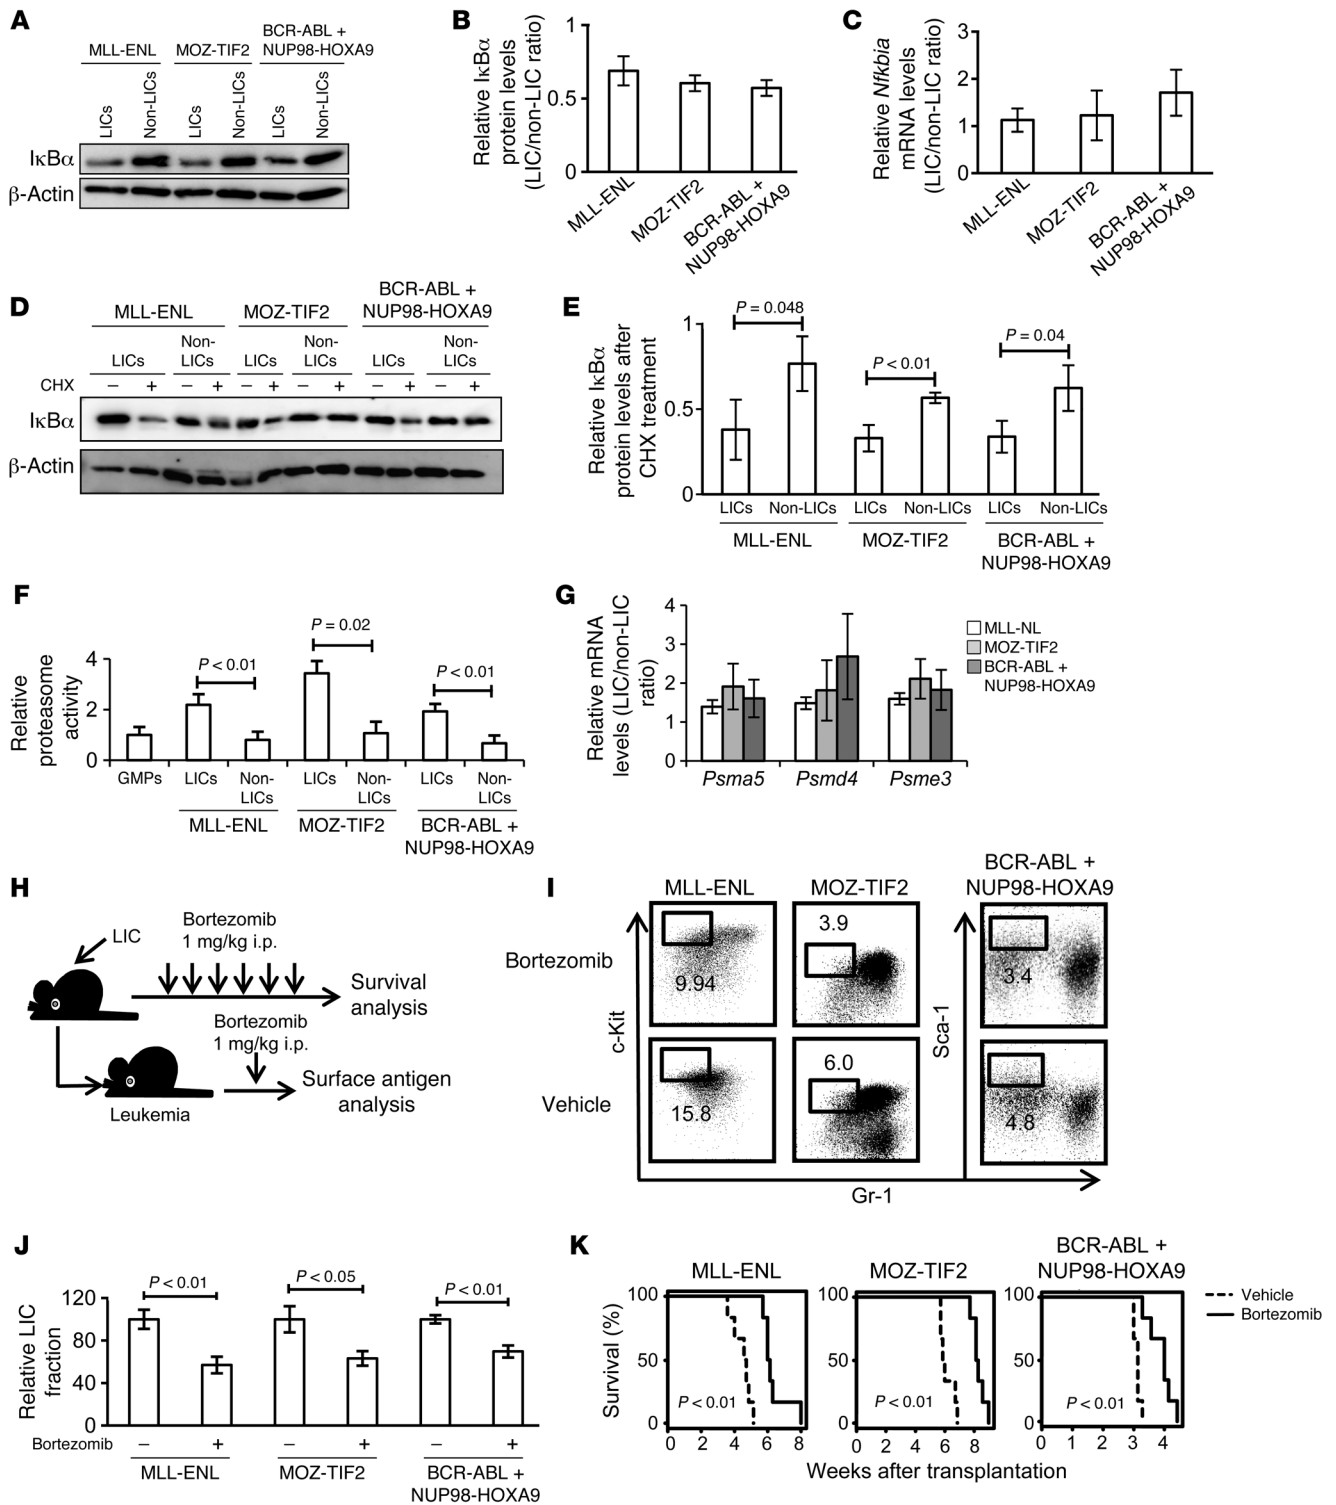 A
MLL-ENL
MOZ-TIF2
BCR-ABL +
NUP98-HOXA9
LICs
Non-LICs
LICs
Non-LICs
LICs
Non-LICs
IκBα
β-Actin
B
Relative IκBα
protein levels
(LIC/non-LIC ratio)
1
0.5
0
MLL-ENL
MOZ-TIF2
BCR-ABL +
NUP98-HOXA9
C
Relative Nfkbia
mRNA levels
(LIC/non-LIC ratio)
3
2
1
0
MLL-ENL
MOZ-TIF2
BCR-ABL +
NUP98-HOXA9
D
MLL-ENL
MOZ-TIF2
BCR-ABL +
NUP98-HOXA9
LICs
Non-
LICs
LICs
Non-
LICs
LICs
Non-
LICs
CHX – + – + – + – + – + – +
IκBα
β-Actin
E
Relative IκBα
protein levels after
CHX treatment
1
0.5
0
P = 0.048
P < 0.01
P = 0.04
LICs Non-LICs LICs Non-LICs LICs Non-LICs
MLL-ENL
MOZ-TIF2
BCR-ABL +
NUP98-HOXA9
F
Relative
proteasome
activity
4
2
0
P < 0.01
P = 0.02
P < 0.01
GMPs
LICs
Non-
LICs
LICs
Non-
LICs
LICs
Non-
LICs
MLL-ENL
MOZ-TIF2
BCR-ABL +
NUP98-HOXA9
G
Relative mRNA
levels (LIC/non-LIC
ratio)
4
3
2
1
0
Psma5
Psmd4
Psme3
MLL-NL
MOZ-TIF2
BCR-ABL +
NUP98-HOXA9
H
LIC
Bortezomib
1 mg/kg i.p.
Survival
analysis
Bortezomib
1 mg/kg i.p.
Leukemia
Surface antigen
analysis
I
MLL-ENL
MOZ-TIF2
BCR-ABL +
NUP98-HOXA9
Bortezomib
Vehicle
c-Kit
Sca-1
9.94
3.9
3.4
15.8
6.0
4.8
Gr-1
J
Relative LIC
fraction
120
80
40
0
P < 0.01
P < 0.05
P < 0.01
Bortezomib – + – + – +
MLL-ENL
MOZ-TIF2
BCR-ABL +
NUP98-HOXA9
K
MLL-ENL
MOZ-TIF2
BCR-ABL +
NUP98-HOXA9
Survival (%)
100
50
0
P < 0.01
0 2 4 6 8
100
50
0
P < 0.01
0 2 4 6 8
100
50
0
P < 0.01
0 1 2 3 4
Vehicle
Bortezomib
Weeks after transplantation